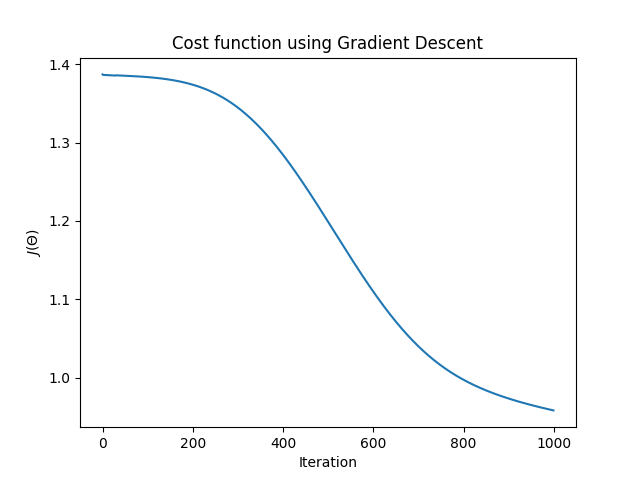 Cost function using Gradient Descent
1.4
1.3
1.2
1.1
1.0
J(Θ)
0 200 400 600 800 1000
Iteration